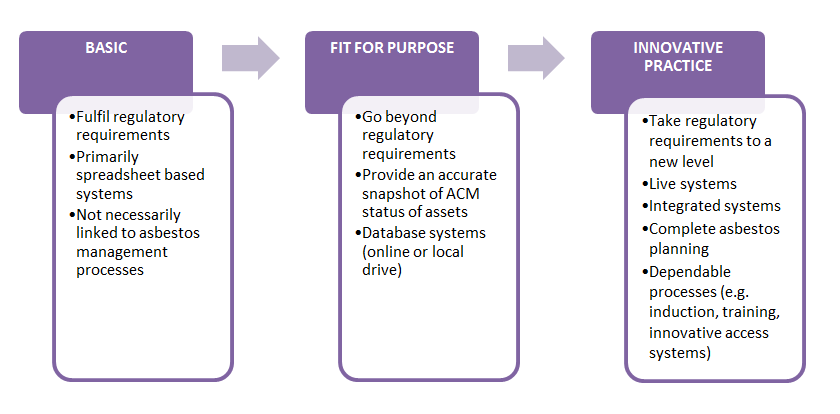 BASIC
•Fulfil regulatory
requirements
•Primarily
spreadsheet based
systems
•Not necessarily
linked to asbestos
management
processes
FIT FOR PURPOSE
•Go beyond
regulatory
requirements
•Provide an accurate
snapshot of ACM
status of assets
•Database systems
(online or local
drive)
INNOVATIVE
PRACTICE
•Take regulatory
requirements to a
new level
•Live systems
•Integrated systems
•Complete asbestos
planning
•Dependable
processes (e.g.
induction, training,
innovative access
systems)